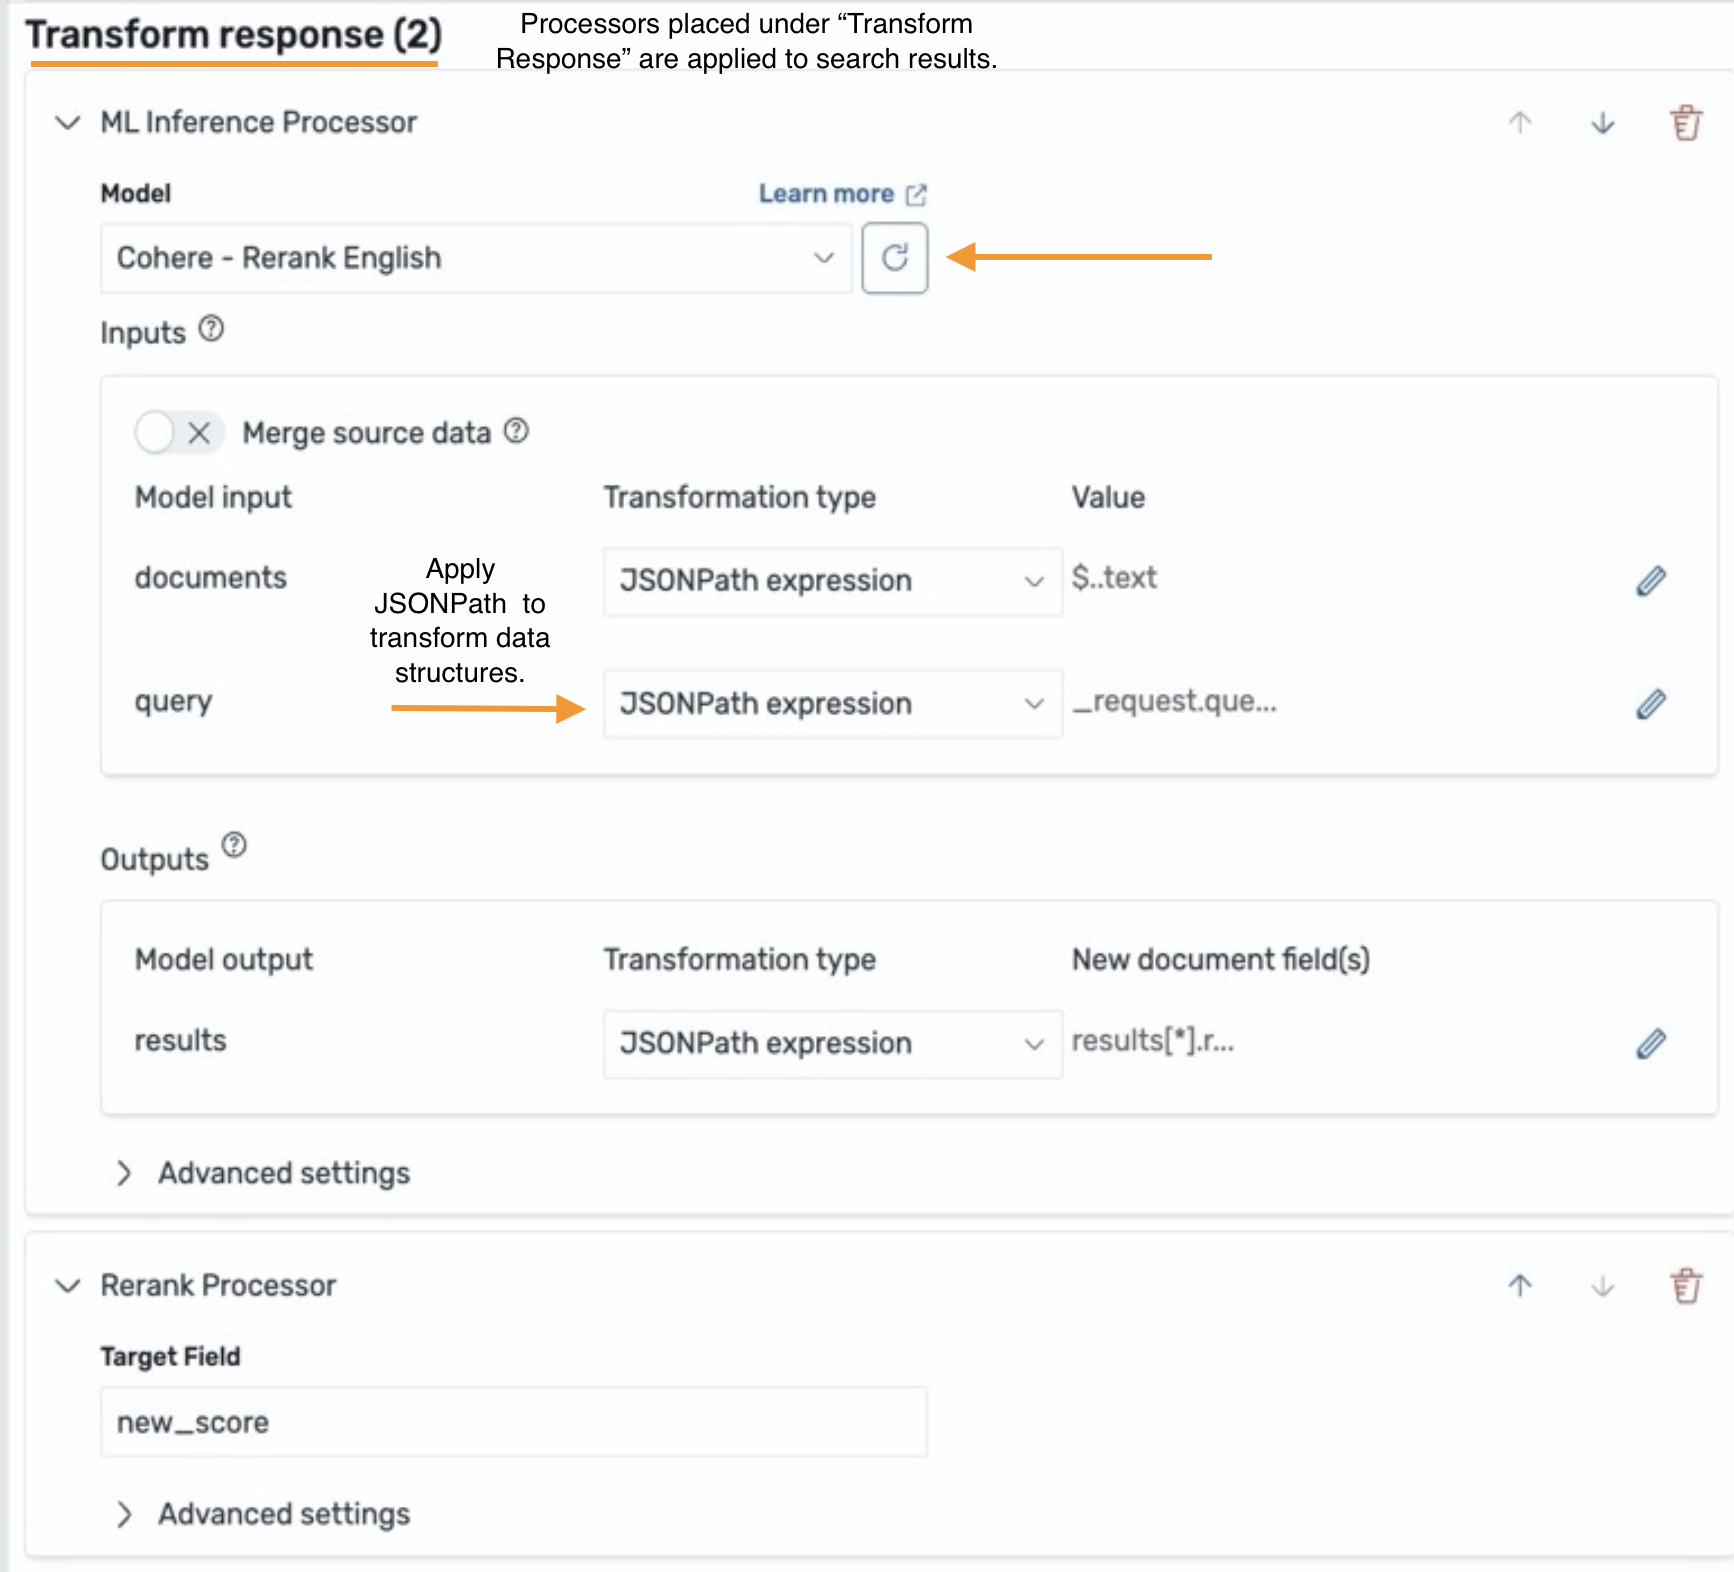 Transform response (2)
Processors placed under “Transform
Response” are applied to search results.
ML Inference Processor
Model
Learn more
Cohere - Rerank English
Inputs
Merge source data
Model input
Transformation type
Value
documents
JSONPath expression
$..text
Apply
JSONPath to
transform data
structures.
query
JSONPath expression
_request.que...
Outputs
Model output
Transformation type
New document field(s)
results
JSONPath expression
results[*].r...
Advanced settings
Rerank Processor
Target Field
new_score
Advanced settings